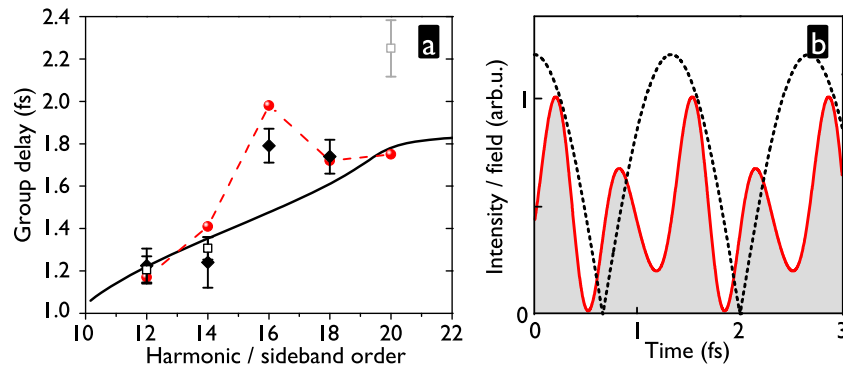 a
Group delay (fs)
2.4
2.2
2.0
1.8
1.6
1.4
1.2
1.0
10 12 14 16 18 20 22
Harmonic / sideband order
b
Intensity / field (arb.u.)
1
0
0 1 2 3
Time (fs)